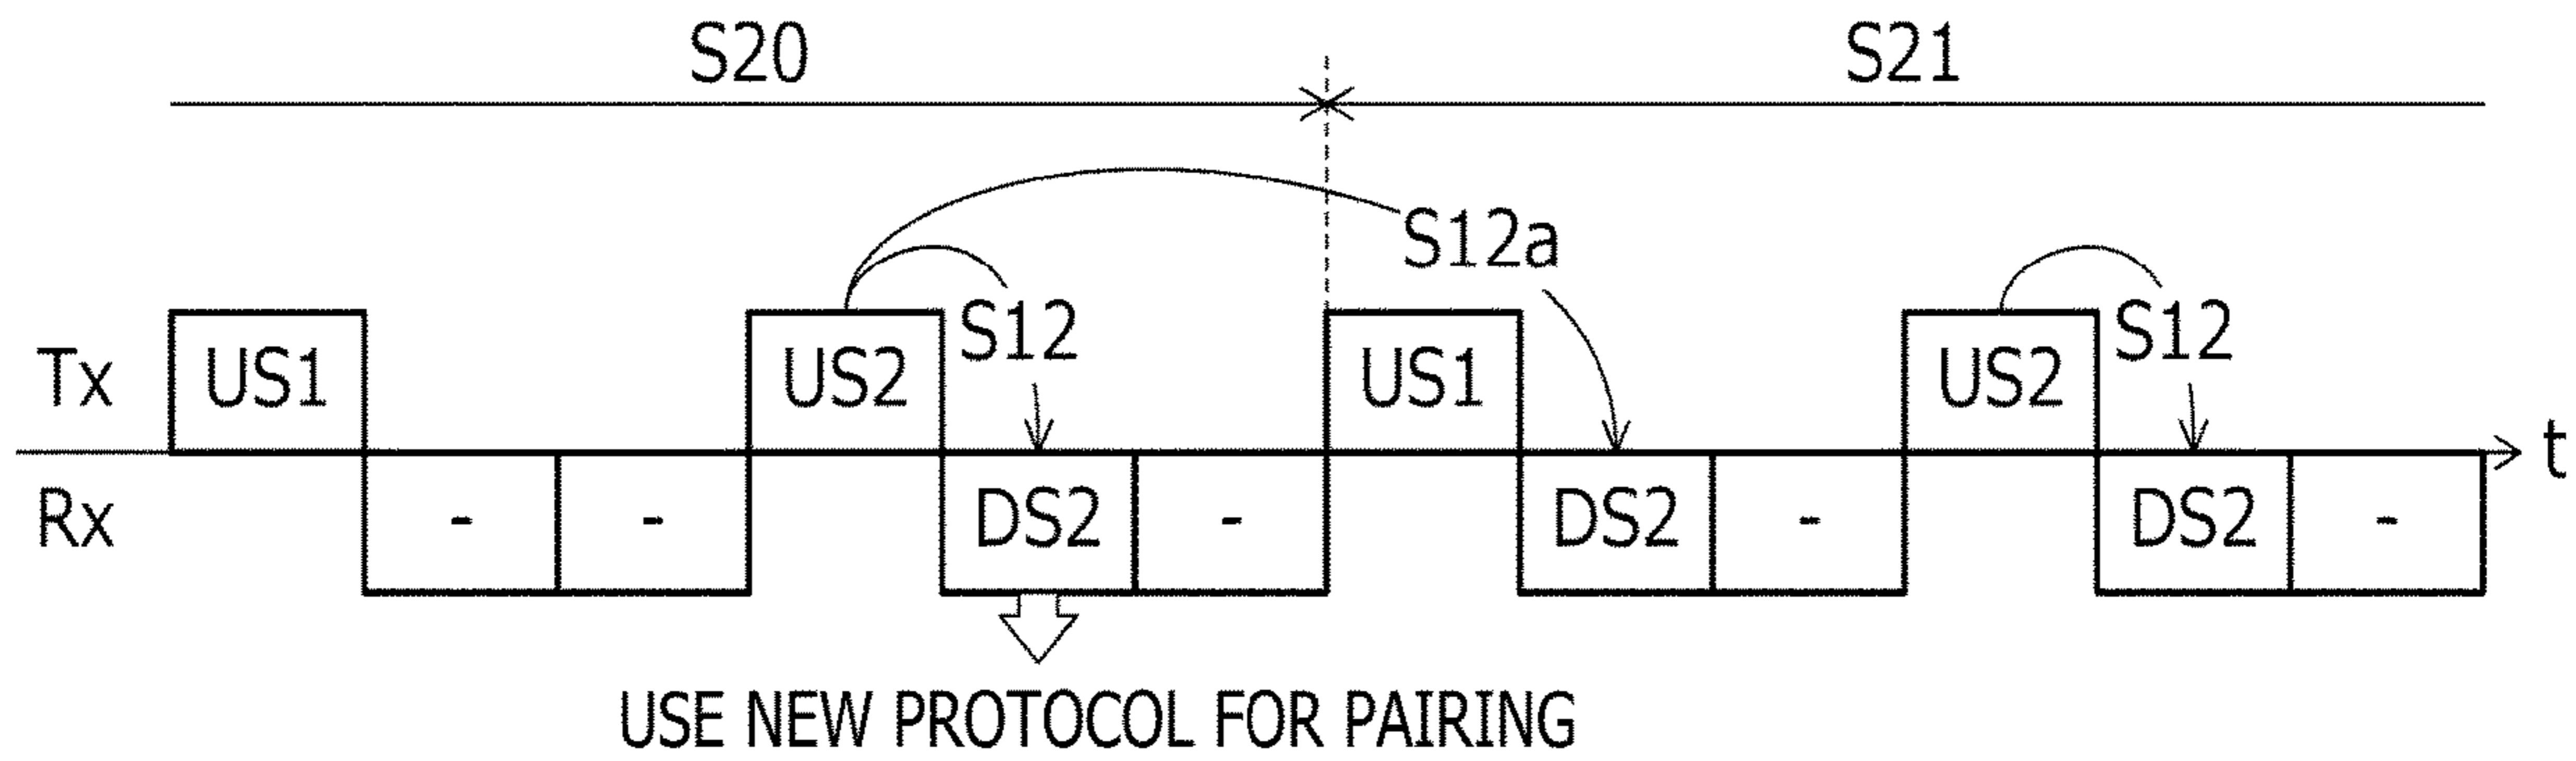 S20 S21
S12a
S12 S12
Tx US1 US2 US1 US2
t
Rx - - DS2 - DS2 - DS2 -
USE NEW PROTOCOL FOR PAIRING